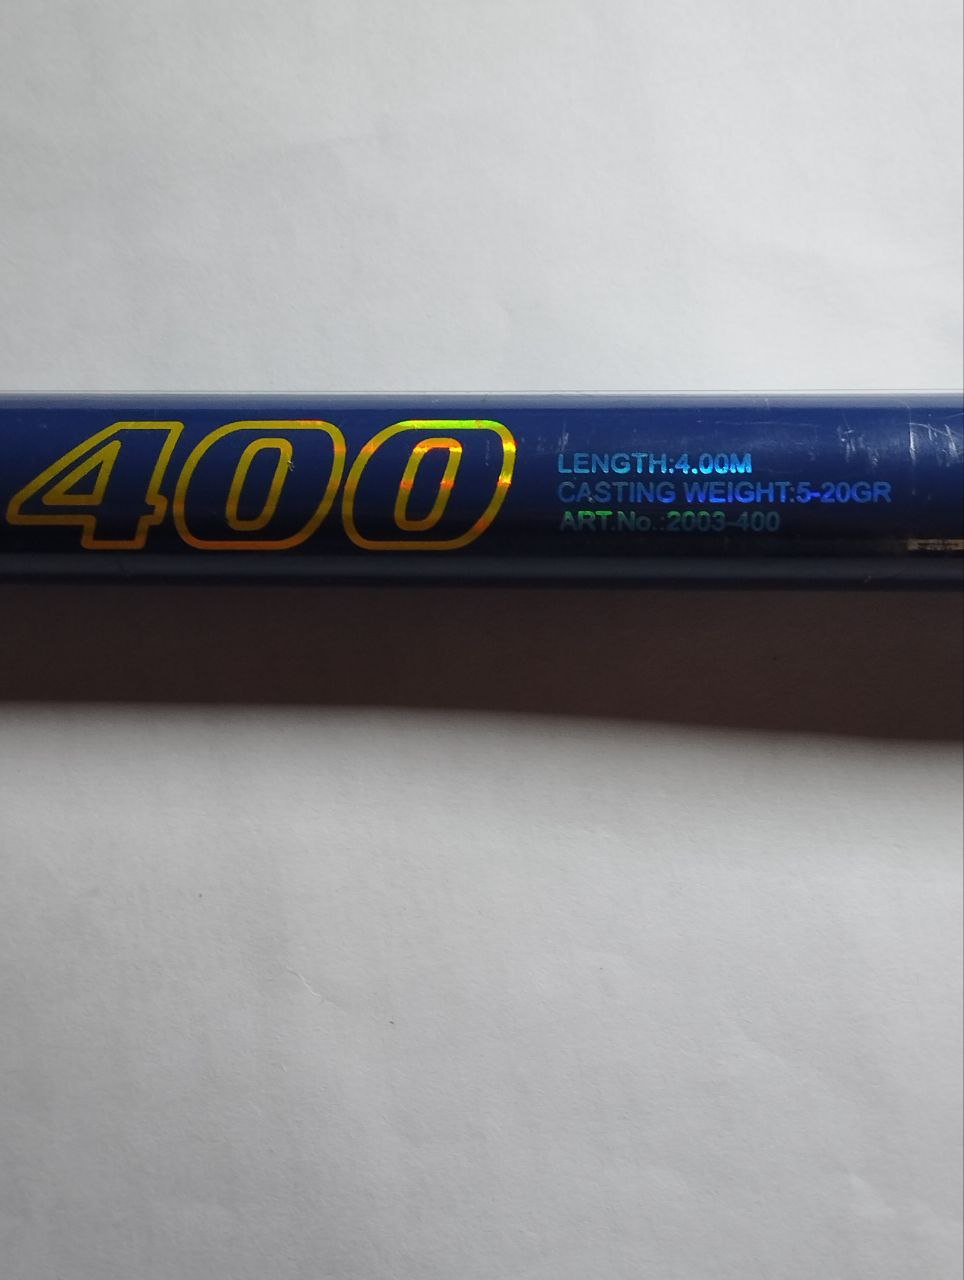 400
LENGTH:4.00M
CASTING WEIGHT:5-20GR
ART.No.:2003-400